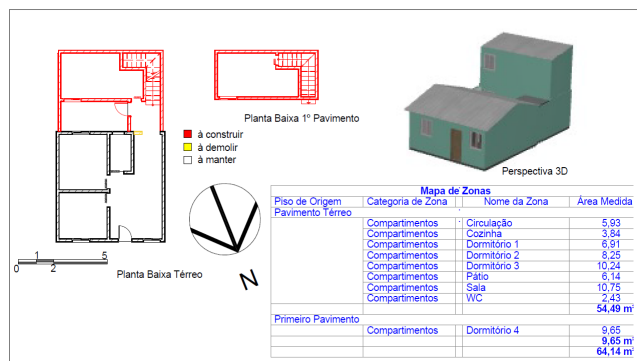 Planta Baixa 1º Pavimento
à construir
à demolir
à manter
Perspectiva 3D
1 5
0 2
Planta Baixa Térreo
N
Mapa de Zonas
Piso de Origem Categoria de Zona Nome da Zona Área Medida
Pavimento Térreo
Compartimentos Circulação 5,93
Compartimentos Cozinha 3,84
Compartimentos Dormitório 1 6,91
Compartimentos Dormitório 2 8,25
Compartimentos Dormitório 3 10,24
Compartimentos Pátio 6,14
Compartimentos Sala 10,75
Compartimentos WC 2,43
54,49 m²
Primeiro Pavimento
Compartimentos Dormitório 4 9,65
9,65 m²
64,14 m²